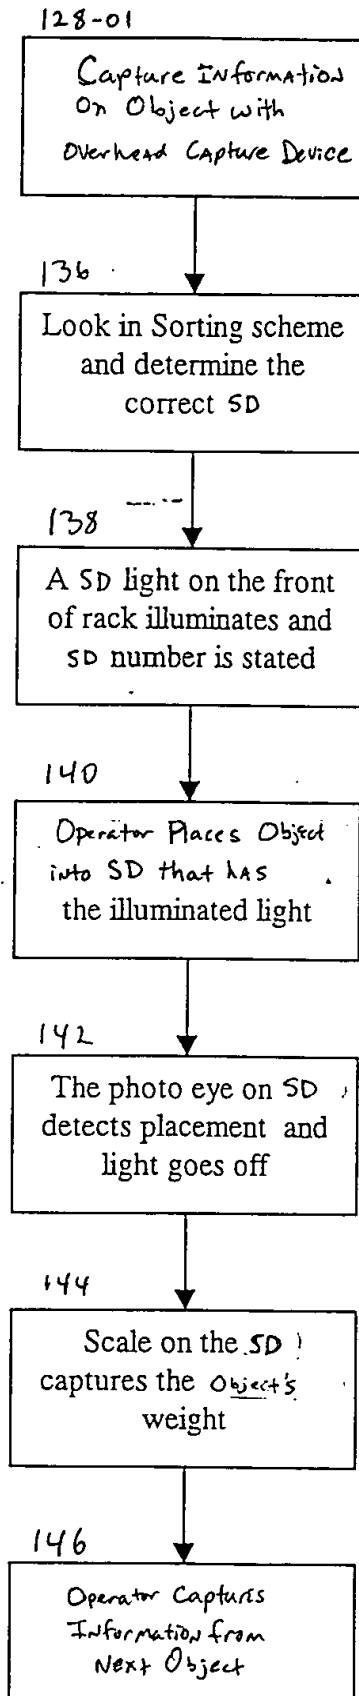 128-01
Capture Information
On Object with
Overhead Capture Device
136
Look in Sorting scheme
and determine the
correct SD
138
A SD light on the front
of rack illuminates and
SD number is stated
140
Operator Places Object
into SD that has
the illuminated light
142
The photo eye on SD
detects placement and
light goes off
144
Scale on the SD
captures the Object's
weight
146
Operator Captures
Information from
Next Object